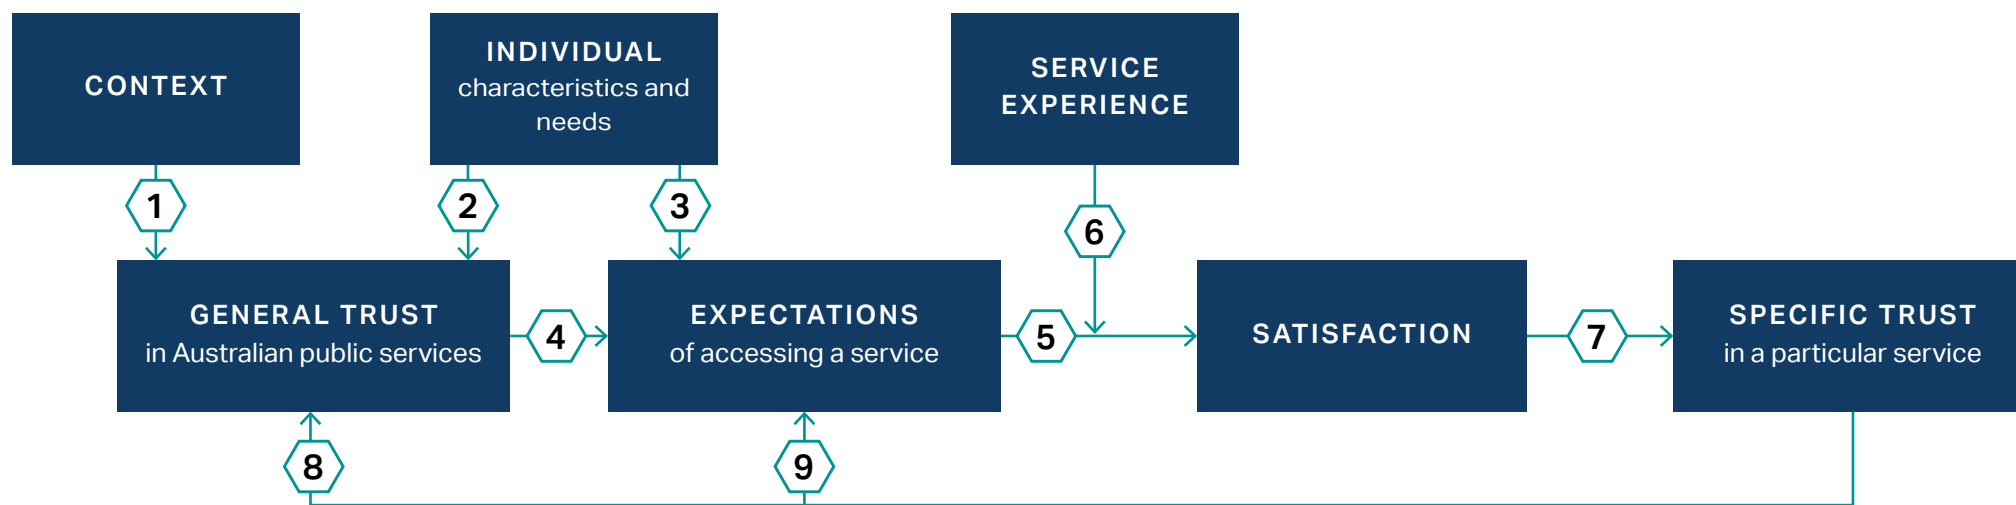 CONTEXT
INDIVIDUAL
characteristics and
needs
SERVICE
EXPERIENCE
1
2
3
6
GENERAL TRUST
in Australian public services
4
EXPECTATIONS
of accessing a service
5
SATISFACTION
7
SPECIFIC TRUST
in a particular service
8
9